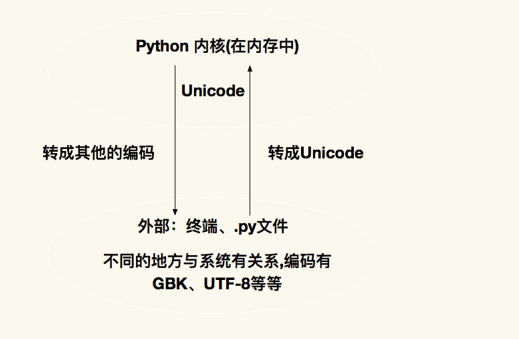 Python 内核(在内存中)
Unicode
转成其他的编码
转成Unicode
外部：终端、.py文件
不同的地方与系统有关系,编码有
GBK、UTF-8等等